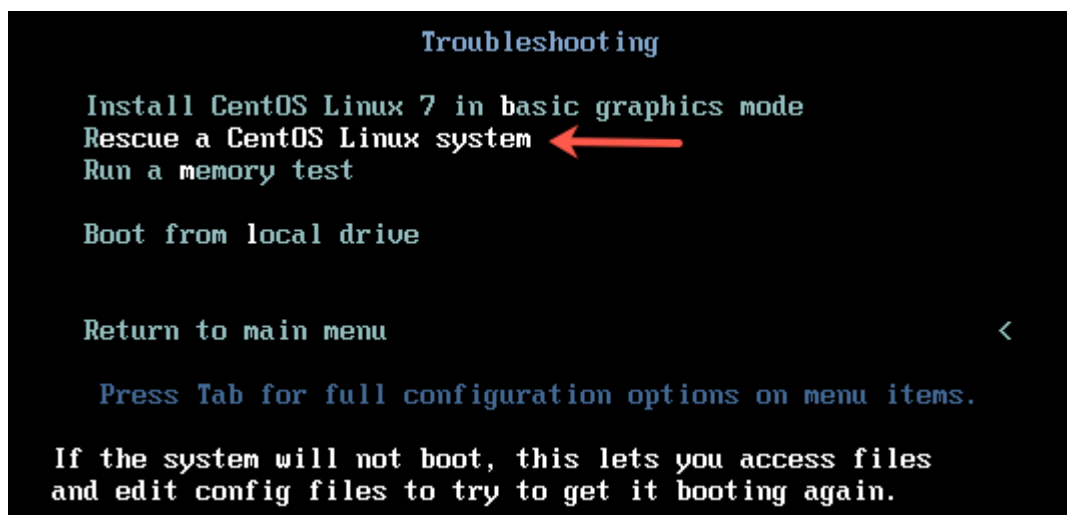 Troubleshooting
Install CentOS Linux 7 in basic graphics mode
Rescue a CentOS Linux system
Run a memory test
Boot from local drive
Return to main menu <
Press Tab for full configuration options on menu items.
If the system will not boot, this lets you access files
and edit config files to try to get it booting again.